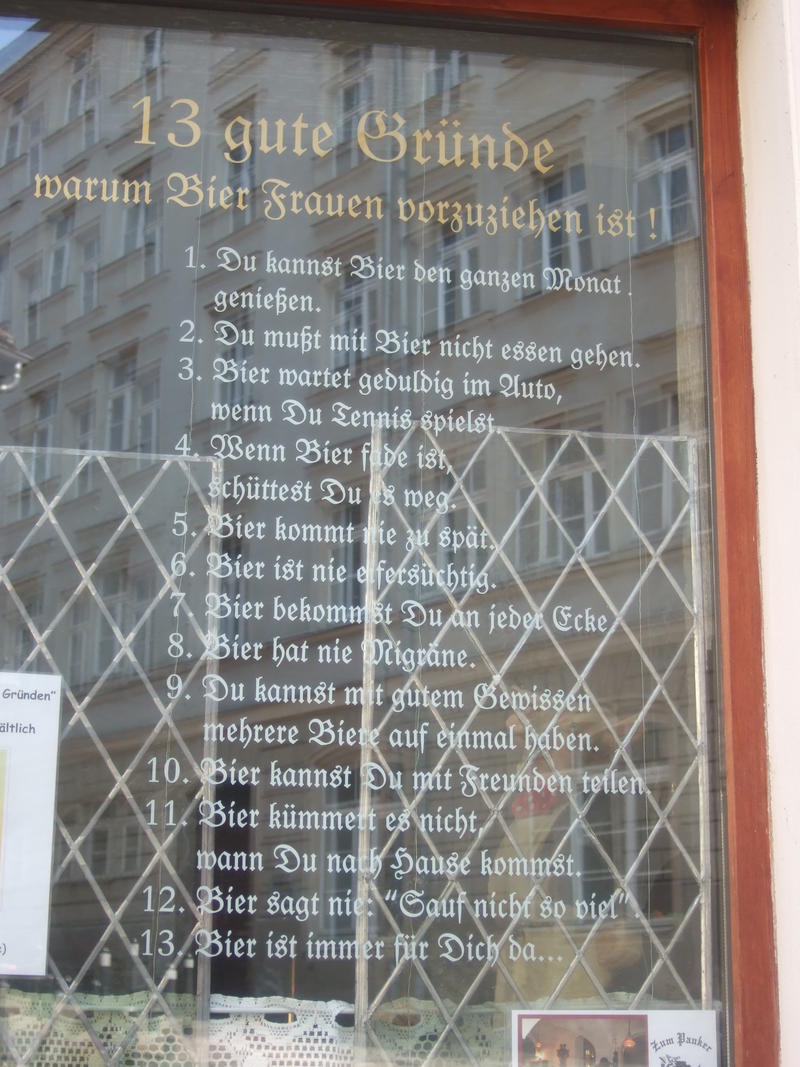 13 gute Gründe
warum Bier Frauen vorzuziehen ist !
1. Du kannst Bier den ganzen Monat
genießen.
2. Du mußt mit Bier nicht essen gehen.
3. Bier wartet geduldig im Auto,
wenn Du Tennis spielst.
4. Wenn Bier fade ist,
schüttest Du es weg.
5. Bier kommt nie zu spät.
6. Bier ist nie eifersüchtig.
7. Bier bekommst Du an jeder Ecke.
8. Bier hat nie Migräne.
9. Du kannst mit gutem Gewissen
mehrere Biere auf einmal haben.
10. Bier kannst Du mit Freunden teilen.
11. Bier kümmert es nicht,
wann Du nach Hause kommst.
12. Bier sagt nie: “Sauf nicht so viel”.
13. Bier ist immer für Dich da...
Gründen“
ältlich
Zum Pauker